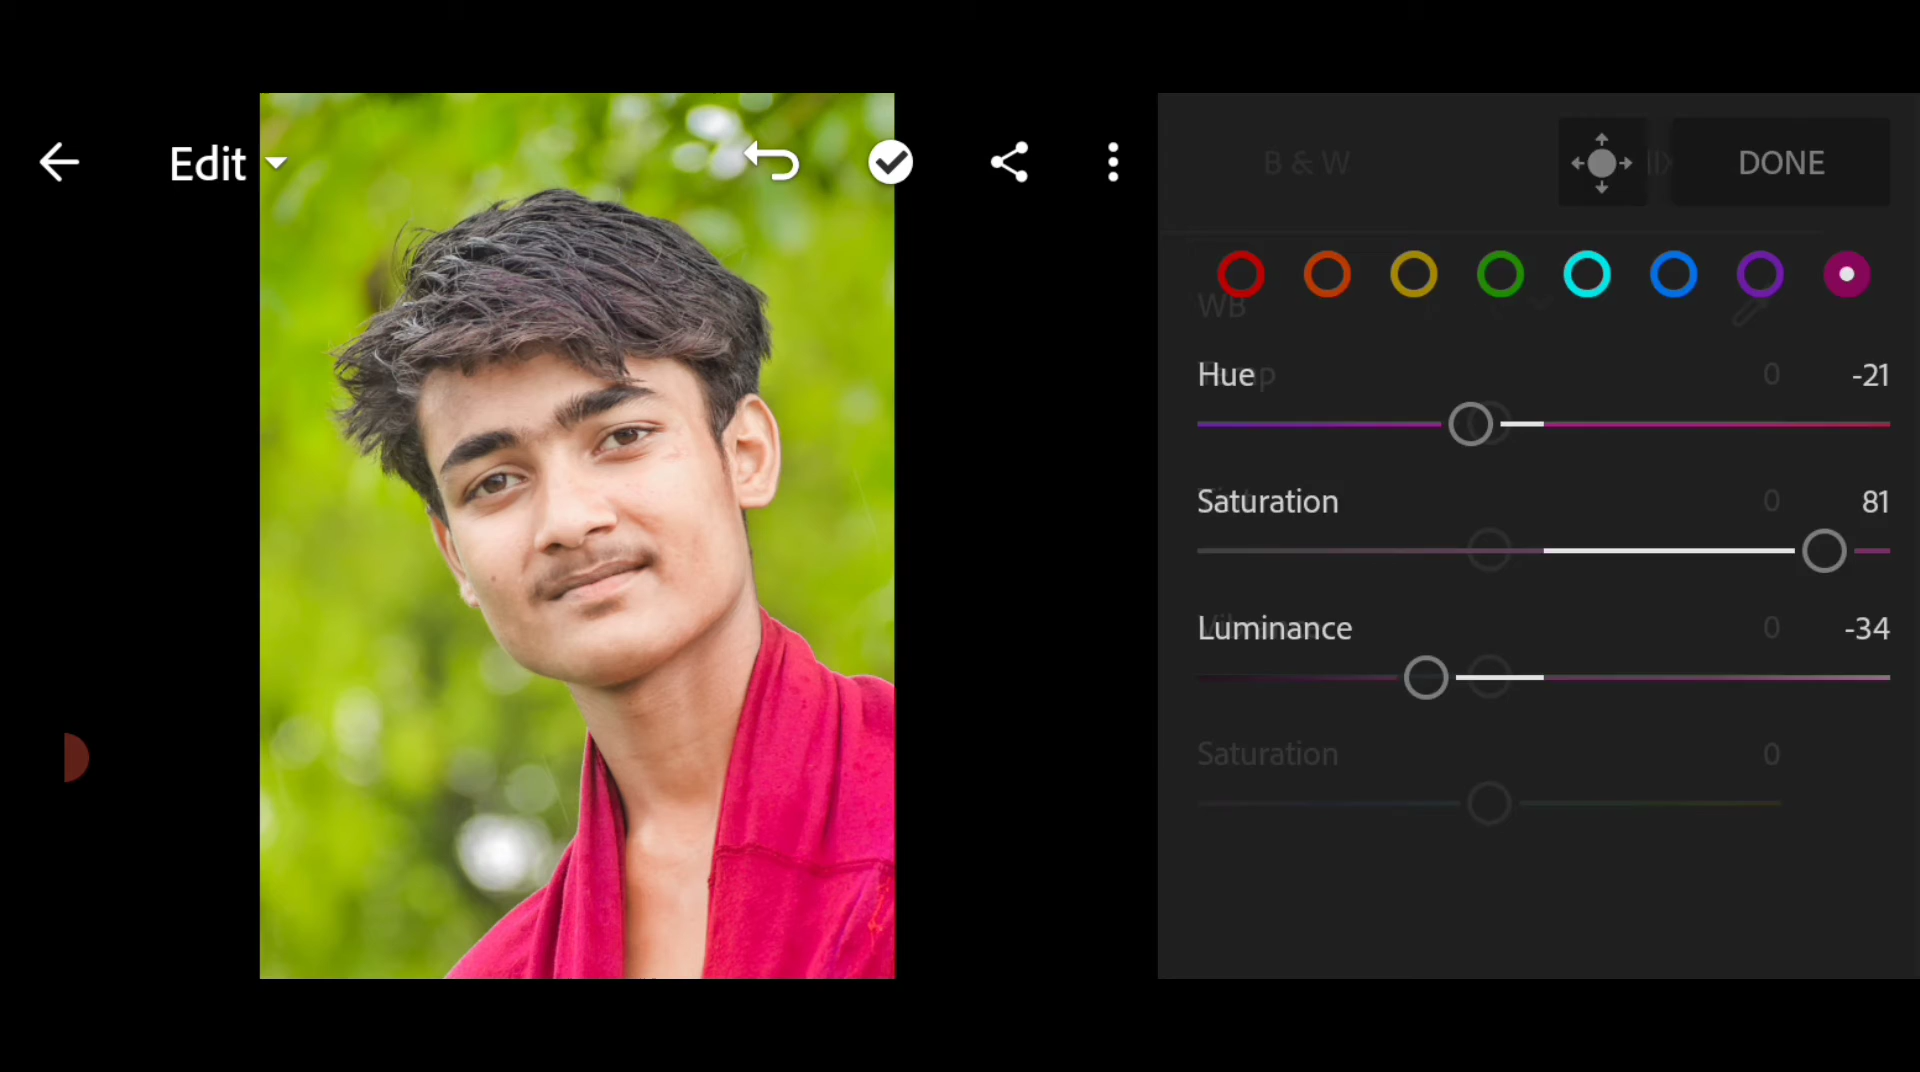 Edit
B & W
DONE
WB
Hue 0 -21
Saturation 0 81
Luminance 0 -34
Saturation 0